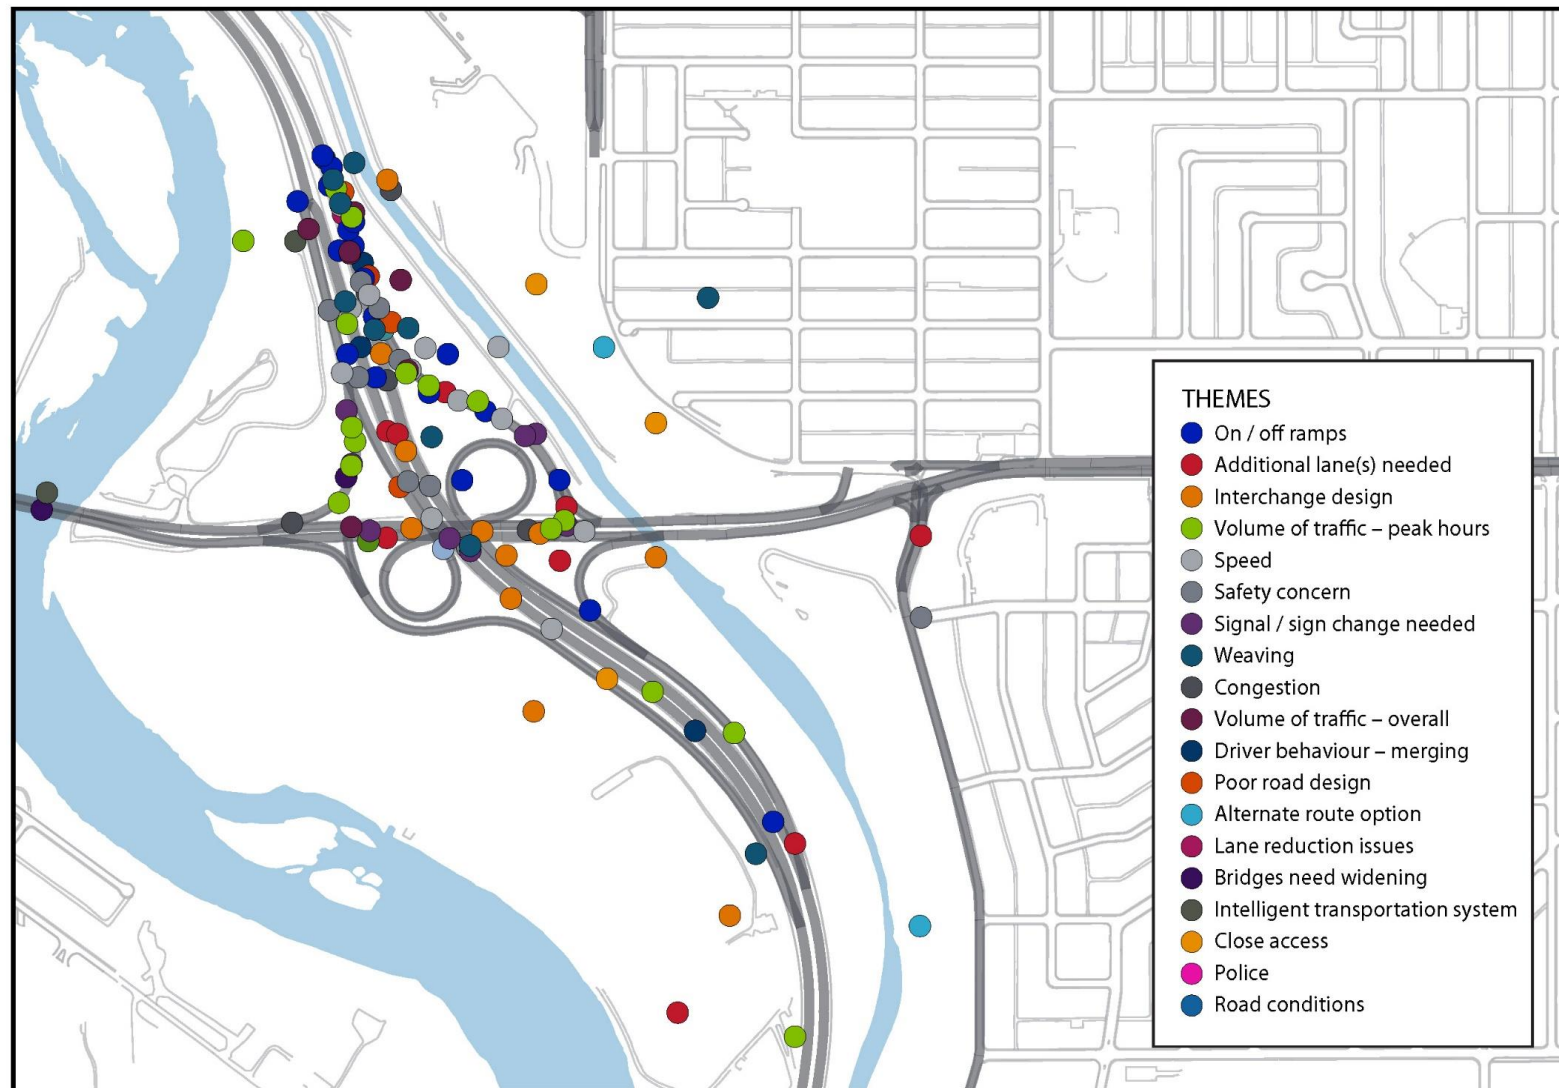 THEMES
On / off ramps
Additional lane(s) needed
Interchange design
Volume of traffic – peak hours
Speed
Safety concern
Signal / sign change needed
Weaving
Congestion
Volume of traffic – overall
Driver behaviour – merging
Poor road design
Alternate route option
Lane reduction issues
Bridges need widening
Intelligent transportation system
Close access
Police
Road conditions